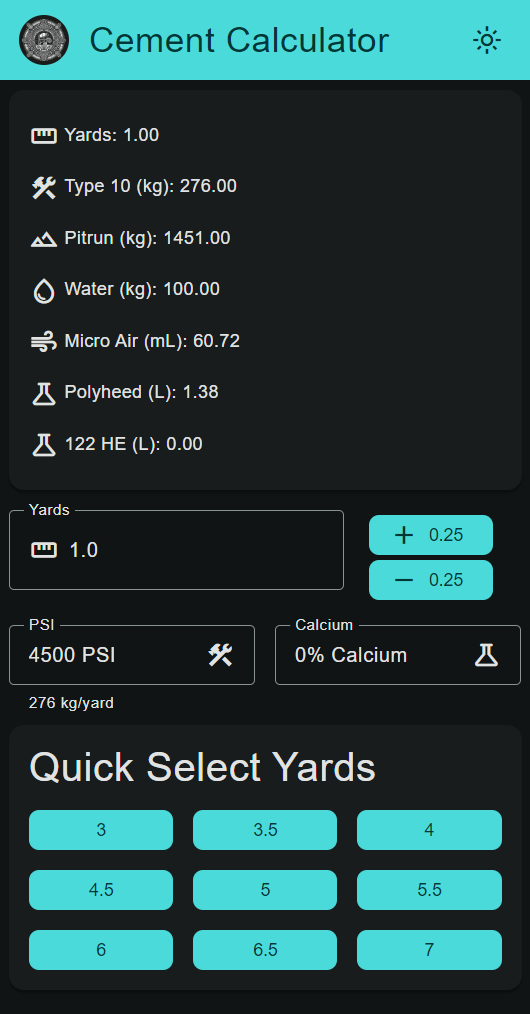 Cement Calculator
Yards: 1.00
Type 10 (kg): 276.00
Pitrun (kg): 1451.00
Water (kg): 100.00
Micro Air (mL): 60.72
Polyheed (L): 1.38
122 HE (L): 0.00
Yards
1.0
+ 0.25
− 0.25
PSI
4500 PSI
276 kg/yard
Calcium
0% Calcium
Quick Select Yards
3 3.5 4
4.5 5 5.5
6 6.5 7